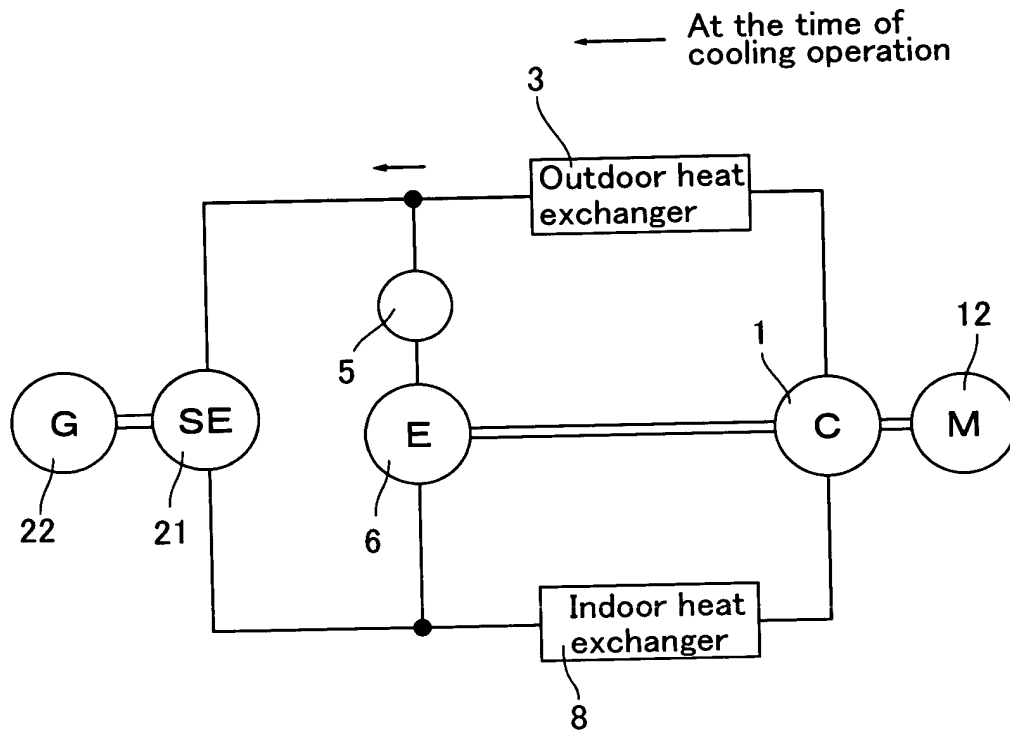 At the time of
cooling operation
3
Outdoor heat
exchanger
12
1
5
G
SE
E
C
M
22
21
6
Indoor heat
exchanger
8